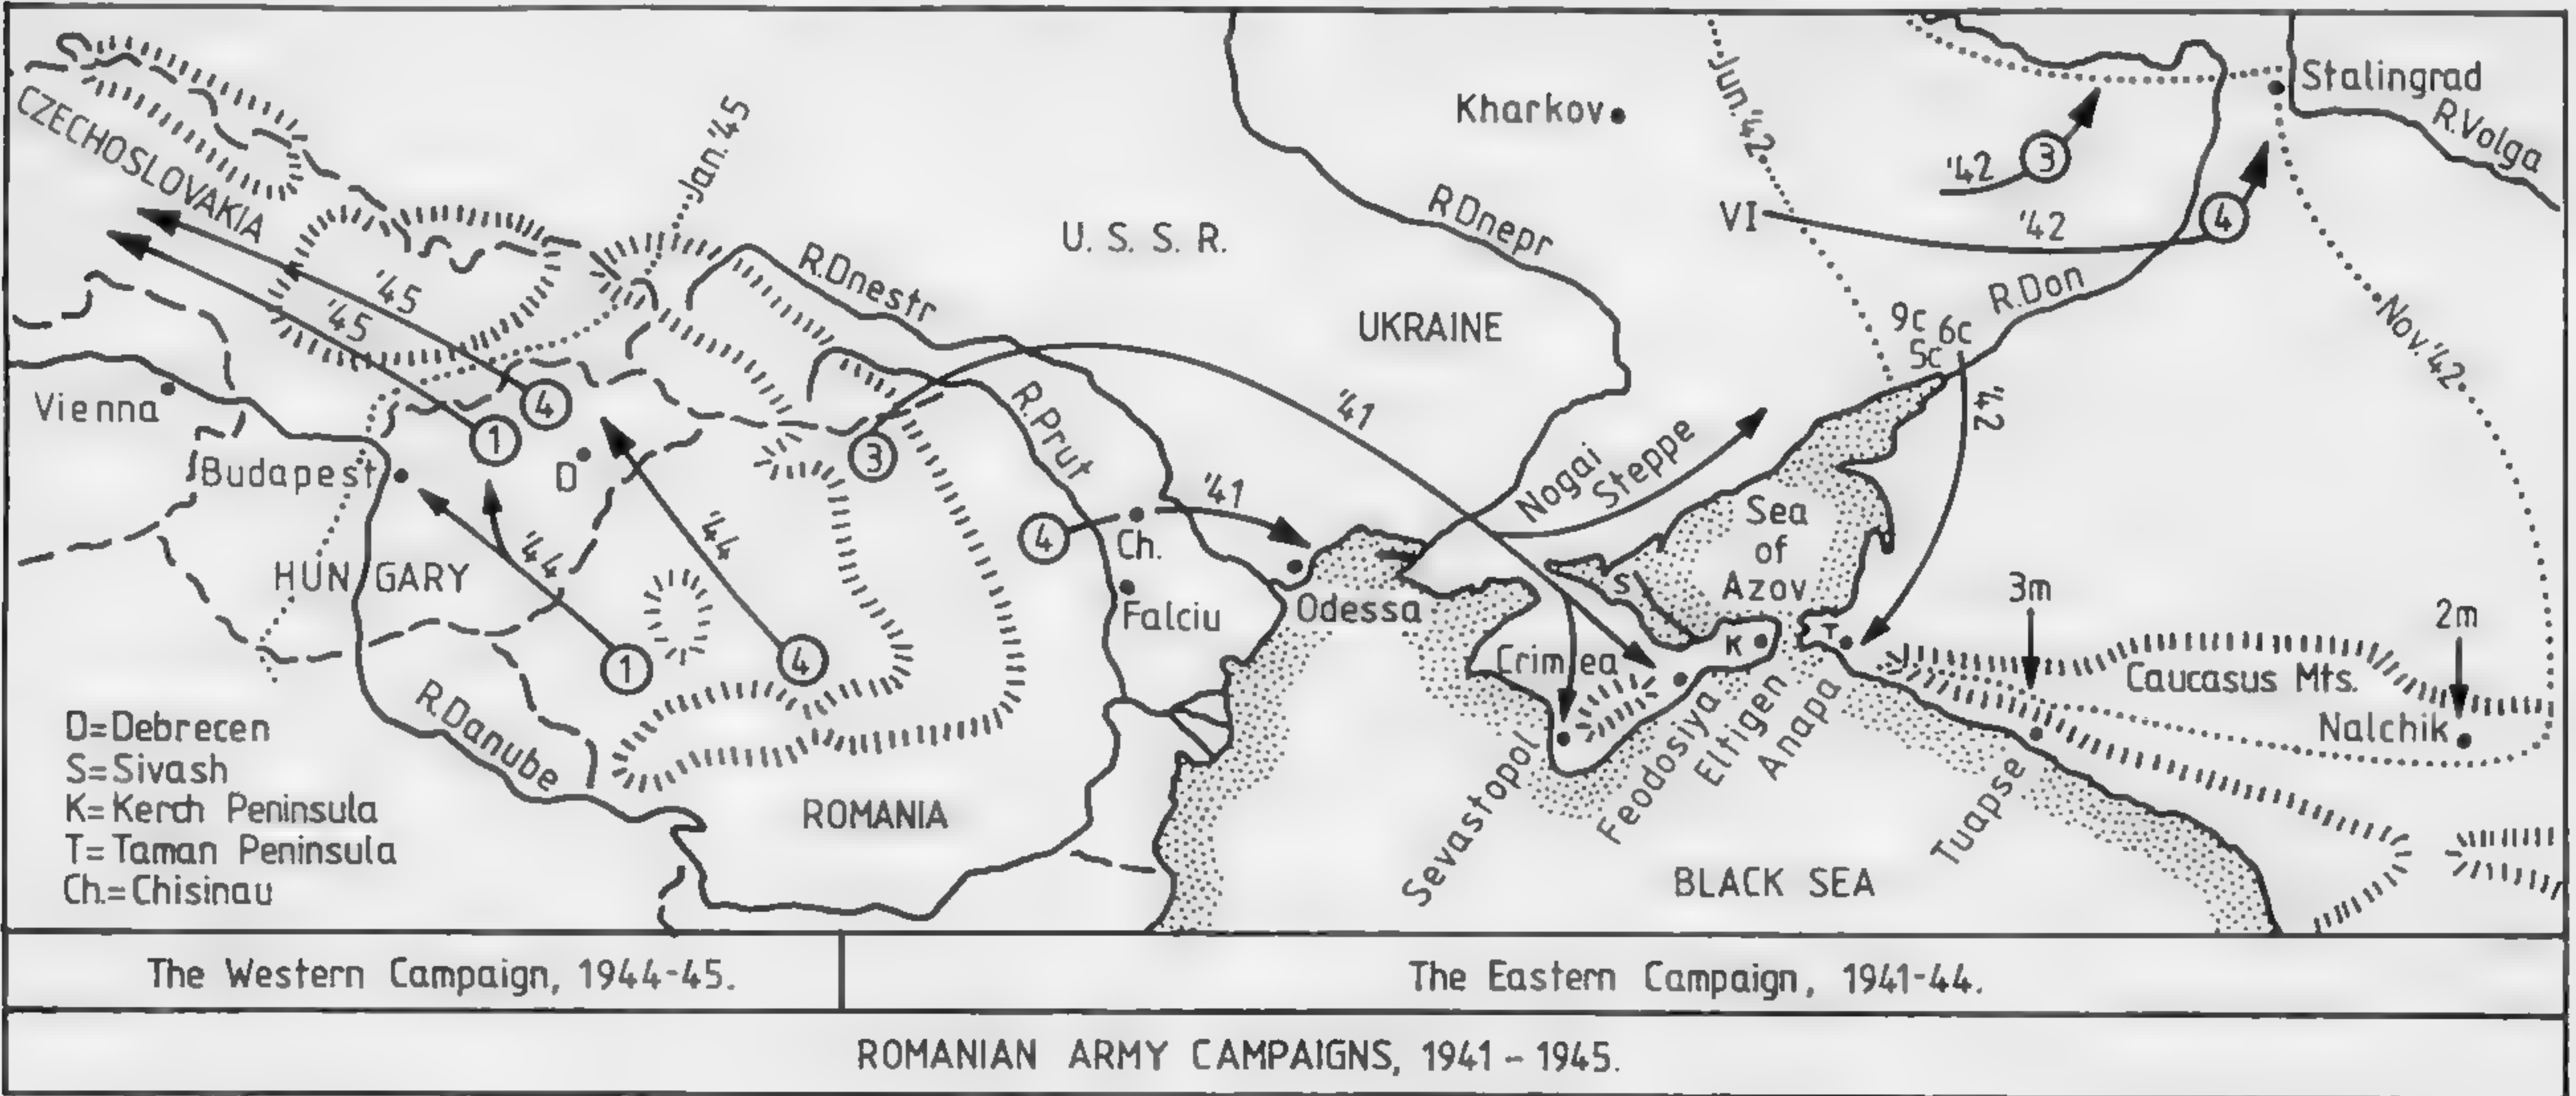 CZECHOSLOVAKIA
Jan.'45
Kharkov
Jun.'42
Stalingrad
R.Volga
'42
3
VI
'42
4
R.Dnepr
U. S. S. R.
R.Dnestr
UKRAINE
R.Don
Nov.'42
'45
'45
9c
6c
5c
'42
Vienna
4
1
D
Budapest
3
R.Prut
'41
Nogai
Steppe
4
Ch.
'41
Sea
of
Azov
'44
'44
HUNGARY
Falciu
Odessa
S
3m
2m
K
T
Crimea
1
4
Caucasus Mts.
Nalchik
R.Danube
Sevastopol
Feodosiya
Eltigen
Anapa
Tuapse
ROMANIA
BLACK SEA
D=Debrecen
S=Sivash
K=Kerch Peninsula
T=Taman Peninsula
Ch.=Chisinau
The Western Campaign, 1944-45.
The Eastern Campaign, 1941-44.
ROMANIAN ARMY CAMPAIGNS, 1941-1945.